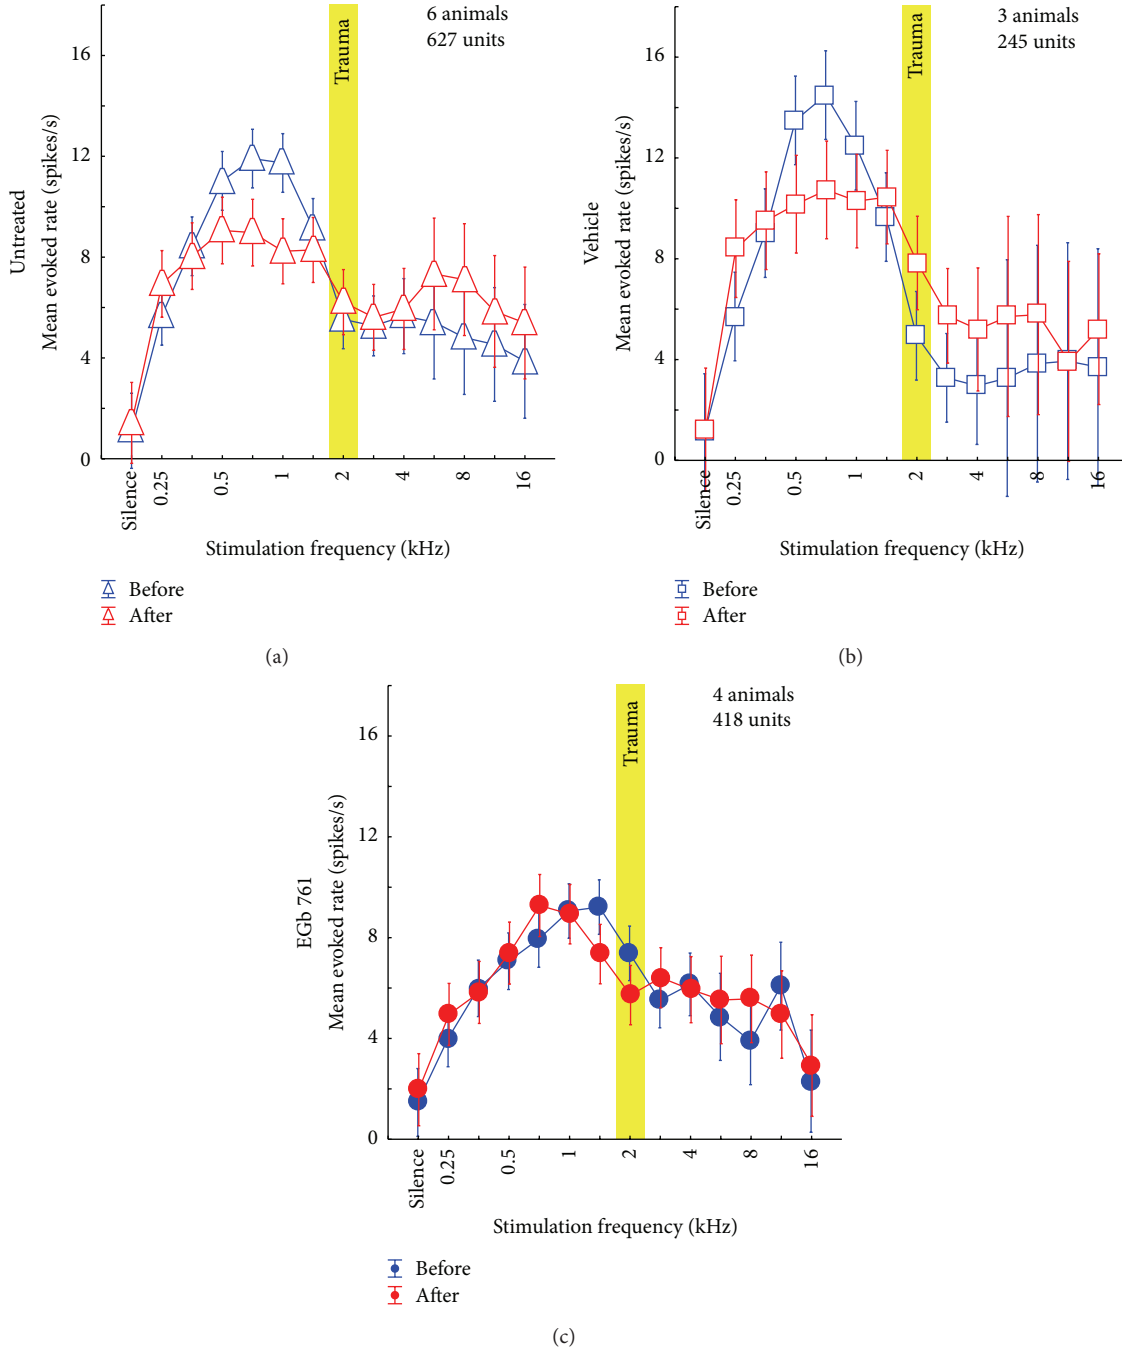 6 animals
627 units
Trauma
16
12
8
4
0
Untreated
Mean evoked rate (spikes/s)
Silence
0.25
0.5
1
2
4
8
16
Stimulation frequency (kHz)
Before
After
(a)
3 animals
245 units
Trauma
16
12
8
4
0
Vehicle
Mean evoked rate (spikes/s)
Silence
0.25
0.5
1
2
4
8
16
Stimulation frequency (kHz)
Before
After
(b)
4 animals
418 units
Trauma
16
12
8
4
0
EGb 761
Mean evoked rate (spikes/s)
Silence
0.25
0.5
1
2
4
8
16
Stimulation frequency (kHz)
Before
After
(c)